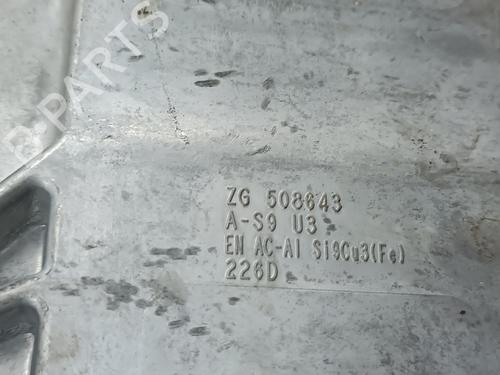 B-PARTS
ZG 508643
A-S9 U3
EN AC-Al Si9Cu3(Fe)
226D